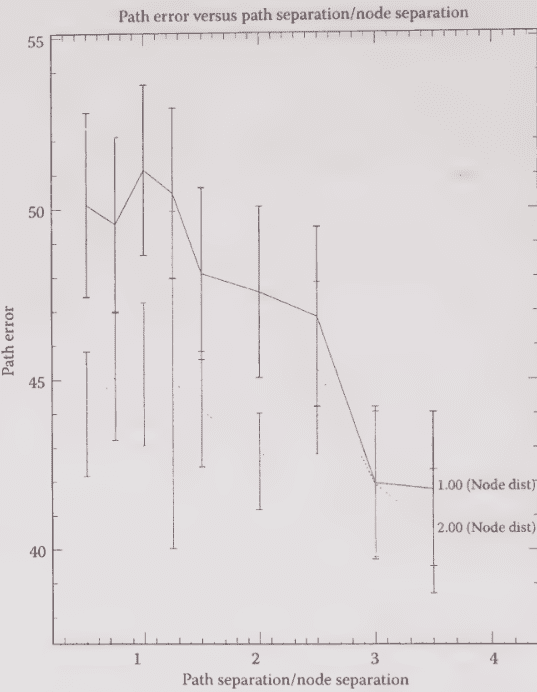 Path error versus path separation/node separation
55
50
Path error
45
1.00 (Node dist)
2.00 (Node dist)
40
1 2 3 4
Path separation/node separation